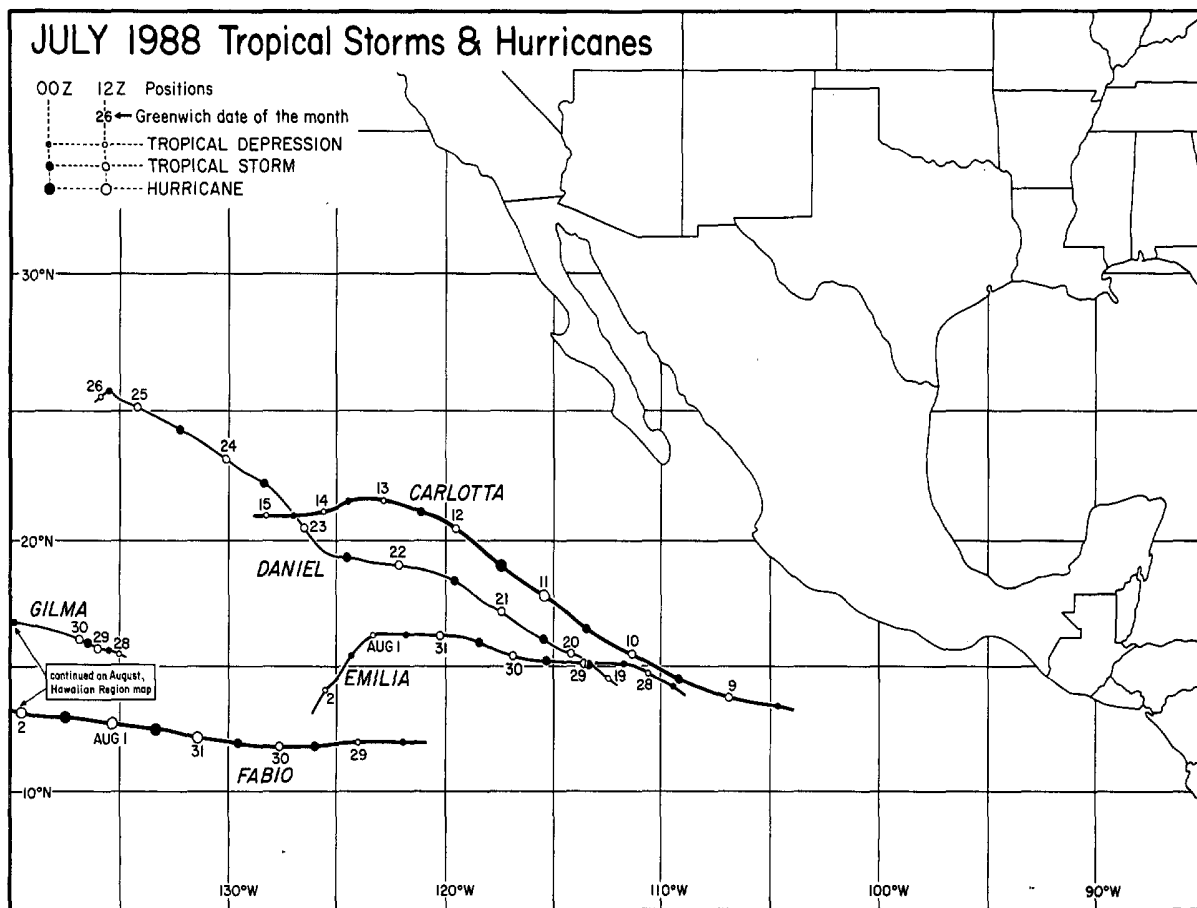 JULY 1988 Tropical Storms & Hurricanes
00Z 12Z Positions
26 ← Greenwich date of the month
TROPICAL DEPRESSION
TROPICAL STORM
HURRICANE
30°N
26
25
24
15
14
13
CARLOTTA
23
12
20°N
DANIEL
22
11
21
GILMA
30
29
28
AUG 1
31
20
10
EMILIA
30
29
19
28
9
continued on August,
Hawaiian Region map
2
2
AUG 1
31
30
29
FABIO
10°N
130°W
120°W
110°W
100°W
90°W